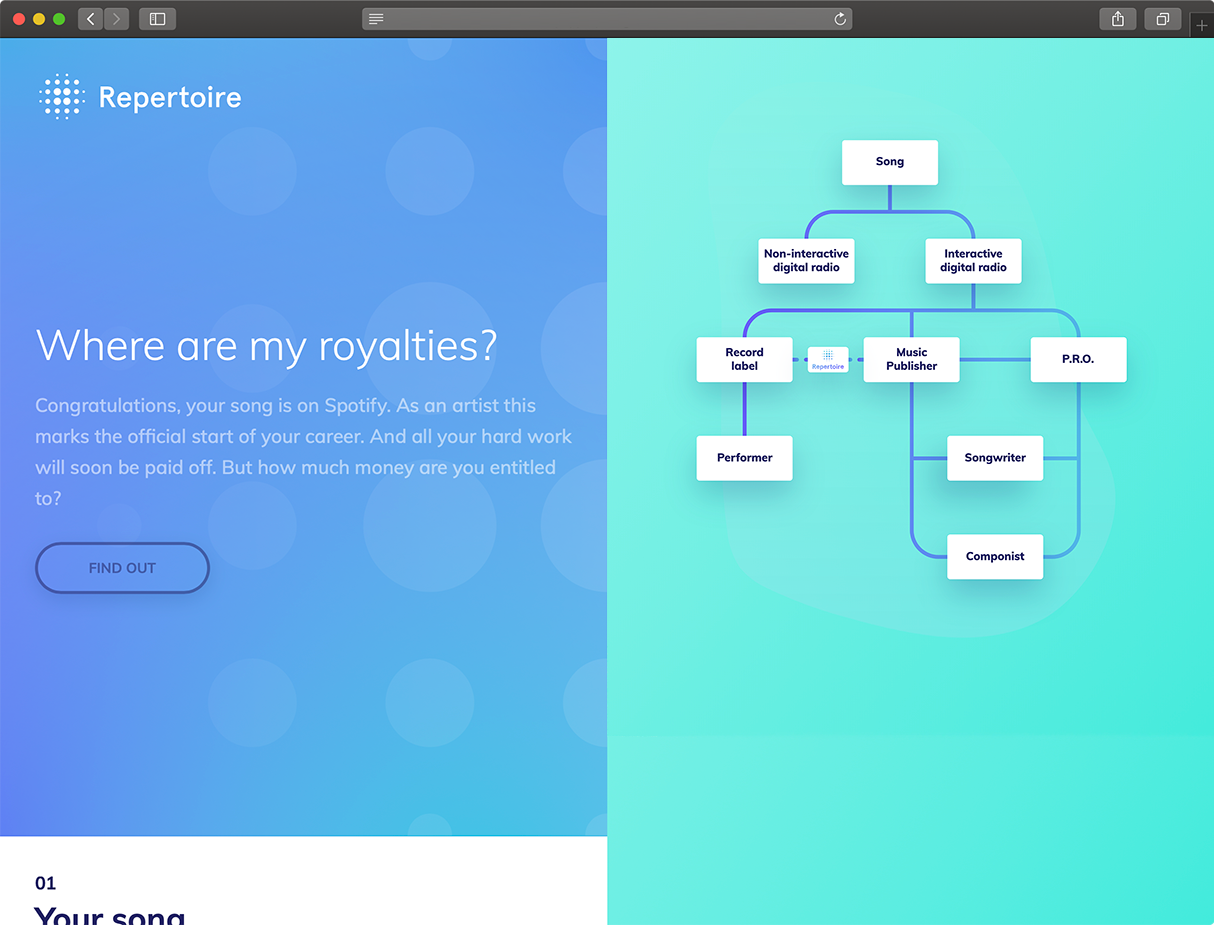 Repertoire
Where are my royalties?
Congratulations, your song is on Spotify. As an artist this
marks the official start of your career. And all your hard work
will soon be paid off. But how much money are you entitled
to?
FIND OUT
01
Your song
Song
Non-interactive
digital radio
Interactive
digital radio
Record
label
Repertoire
Music
Publisher
P.R.O.
Performer
Songwriter
Componist